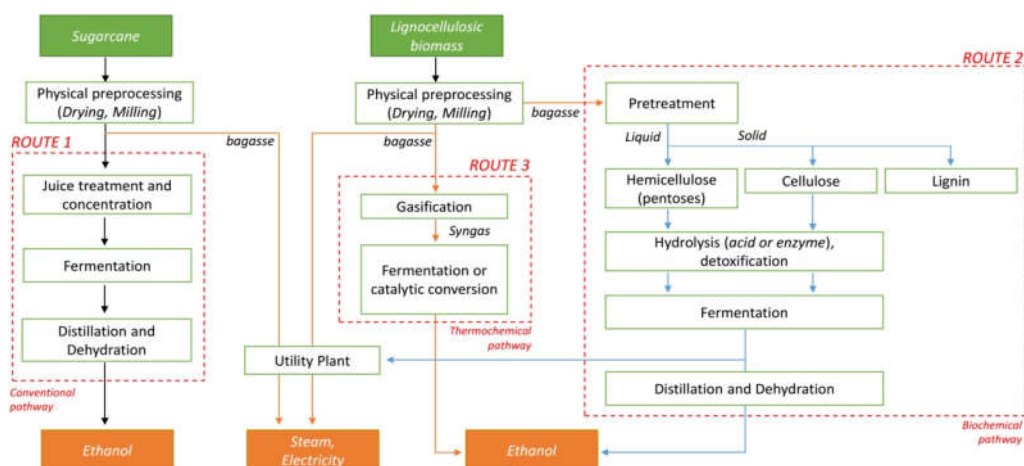 Sugarcane
Lignocellulosic
biomass
ROUTE 2
Physical preprocessing
(Drying, Milling)
Physical preprocessing
(Drying, Milling)
bagasse
Pretreatment
ROUTE 1
bagasse
bagasse
Liquid
Solid
ROUTE 3
Juice treatment and
concentration
Gasification
Hemicellulose
(pentoses)
Cellulose
Lignin
Syngas
Fermentation
Fermentation or
catalytic conversion
Hydrolysis (acid or enzyme),
detoxification
Fermentation
Distillation and
Dehydration
Thermochemical
pathway
Utility Plant
Distillation and Dehydration
Conventional
pathway
Biochemical
pathway
Ethanol
Steam,
Electricity
Ethanol